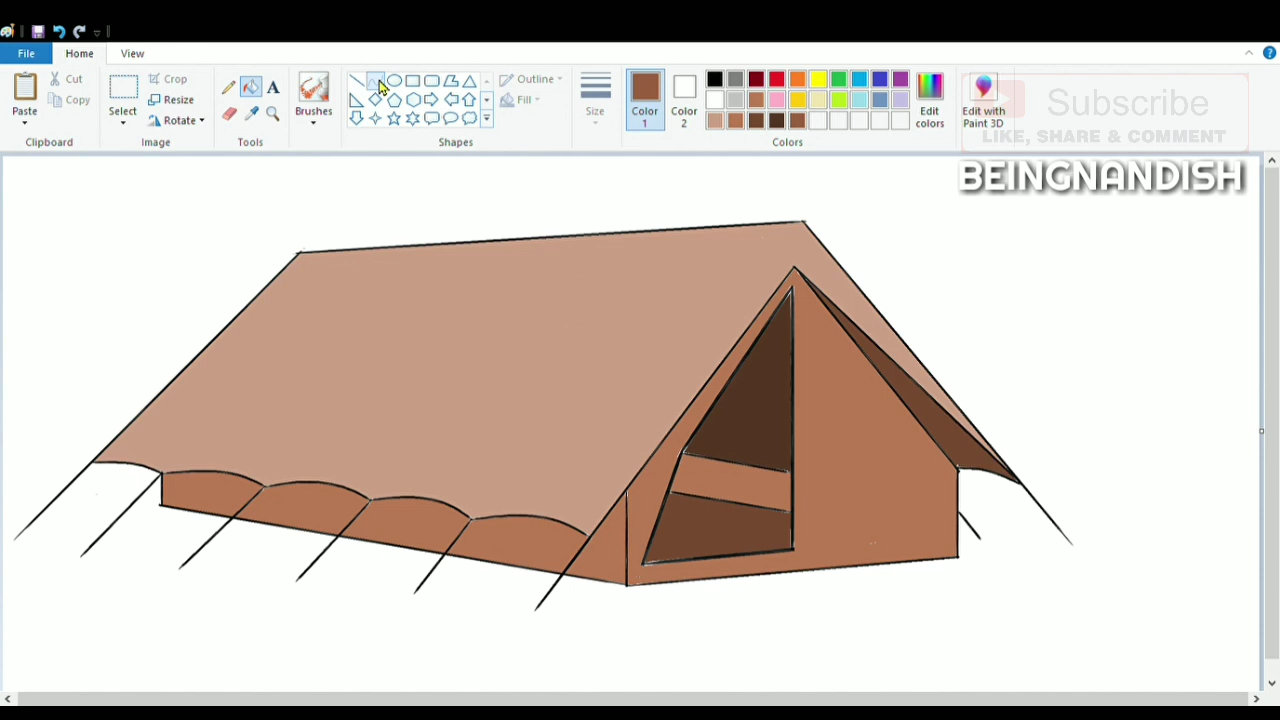 File Home View
Paste Cut Copy Clipboard
Select Crop Resize Rotate Image
A Tools
Brushes
Outline Fill Shapes
Size
Color 1 Color 2 Edit colors Colors
Edit with Paint 3D
Subscribe
LIKE, SHARE & COMMENT
BEINGNANDISH